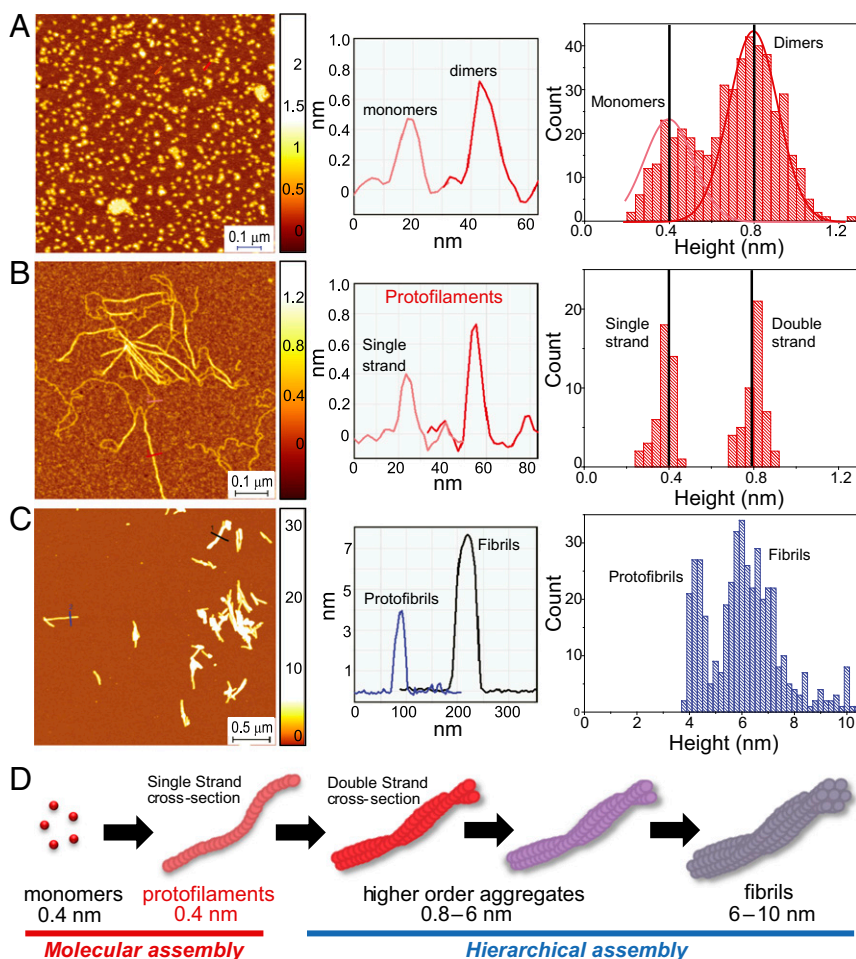 A
2
1.5
1
0.5
0
0.1 μm
1.0
0.8
0.6
0.4
0.2
0
nm
monomers
dimers
0
20
40
60
nm
40
30
20
10
0
Count
Monomers
Dimers
0.0
0.4
0.8
1.2
Height (nm)
B
1.2
0.8
0.4
0
0.1 μm
1.0
0.8
0.6
0.4
0.2
0
nm
Protofilaments
Single
strand
0
20
40
60
80
nm
20
10
0
Count
Single
strand
Double
strand
0.0
0.4
0.8
1.2
Height (nm)
C
30
20
10
0
0.5 μm
7
5
3
1
nm
Protofibrils
Fibrils
0
100
200
300
nm
30
20
10
0
Count
Protofibrils
Fibrils
0
2
4
6
8
10
Height (nm)
D
Single Strand
cross-section
Double Strand
cross-section
monomers
0.4 nm
protofilaments
0.4 nm
higher order aggregates
0.8–6 nm
fibrils
6–10 nm
Molecular assembly
Hierarchical assembly